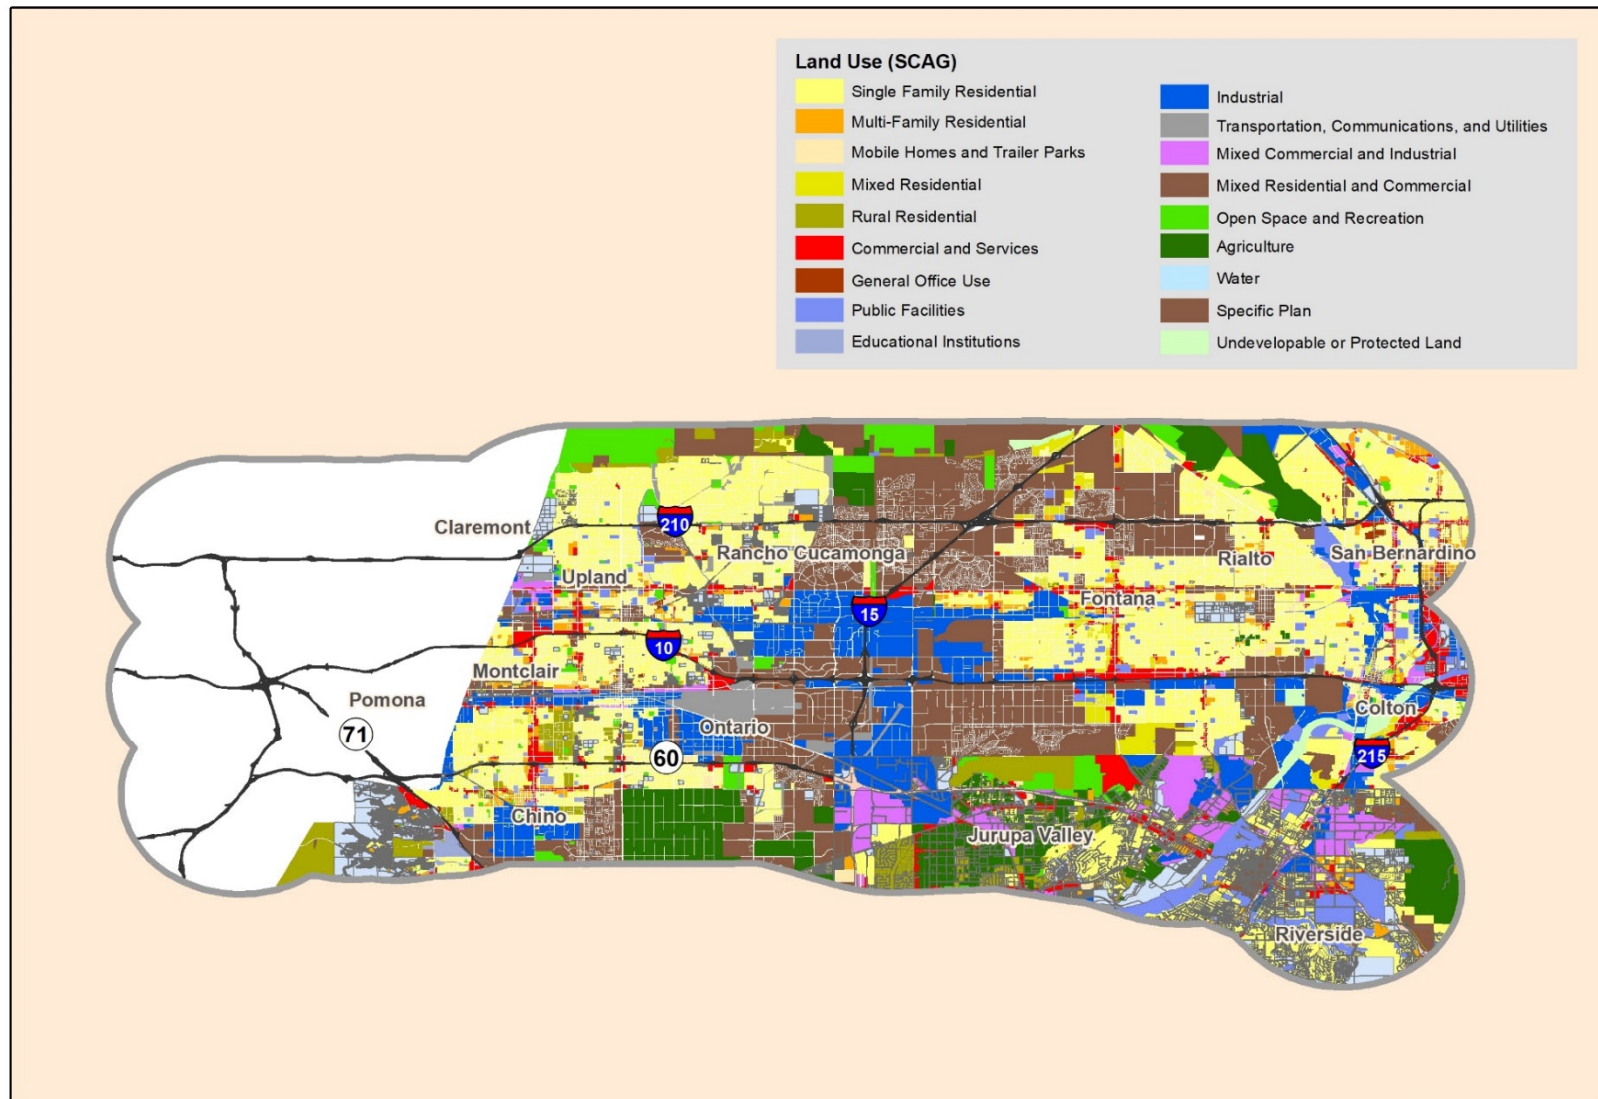 Land Use (SCAG)
Single Family Residential
Multi-Family Residential
Mobile Homes and Trailer Parks
Mixed Residential
Rural Residential
Commercial and Services
General Office Use
Public Facilities
Educational Institutions
Industrial
Transportation, Communications, and Utilities
Mixed Commercial and Industrial
Mixed Residential and Commercial
Open Space and Recreation
Agriculture
Water
Specific Plan
Undevelopable or Protected Land
Claremont
210
Rancho Cucamonga
Rialto
San Bernardino
Upland
Fontana
15
10
Montclair
Pomona
Colton
71
Ontario
60
215
Chino
Jurupa Valley
Riverside